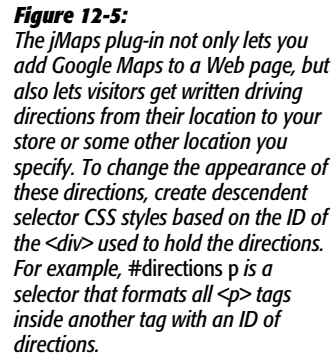 Figure 12-5:
The jMaps plug-in not only lets you
add Google Maps to a Web page, but
also lets visitors get written driving
directions from their location to your
store or some other location you
specify. To change the appearance of
these directions, create descendent
selector CSS styles based on the ID of
the <div> used to hold the directions.
For example, #directions p is a
selector that formats all <p> tags
inside another tag with an ID of
directions.